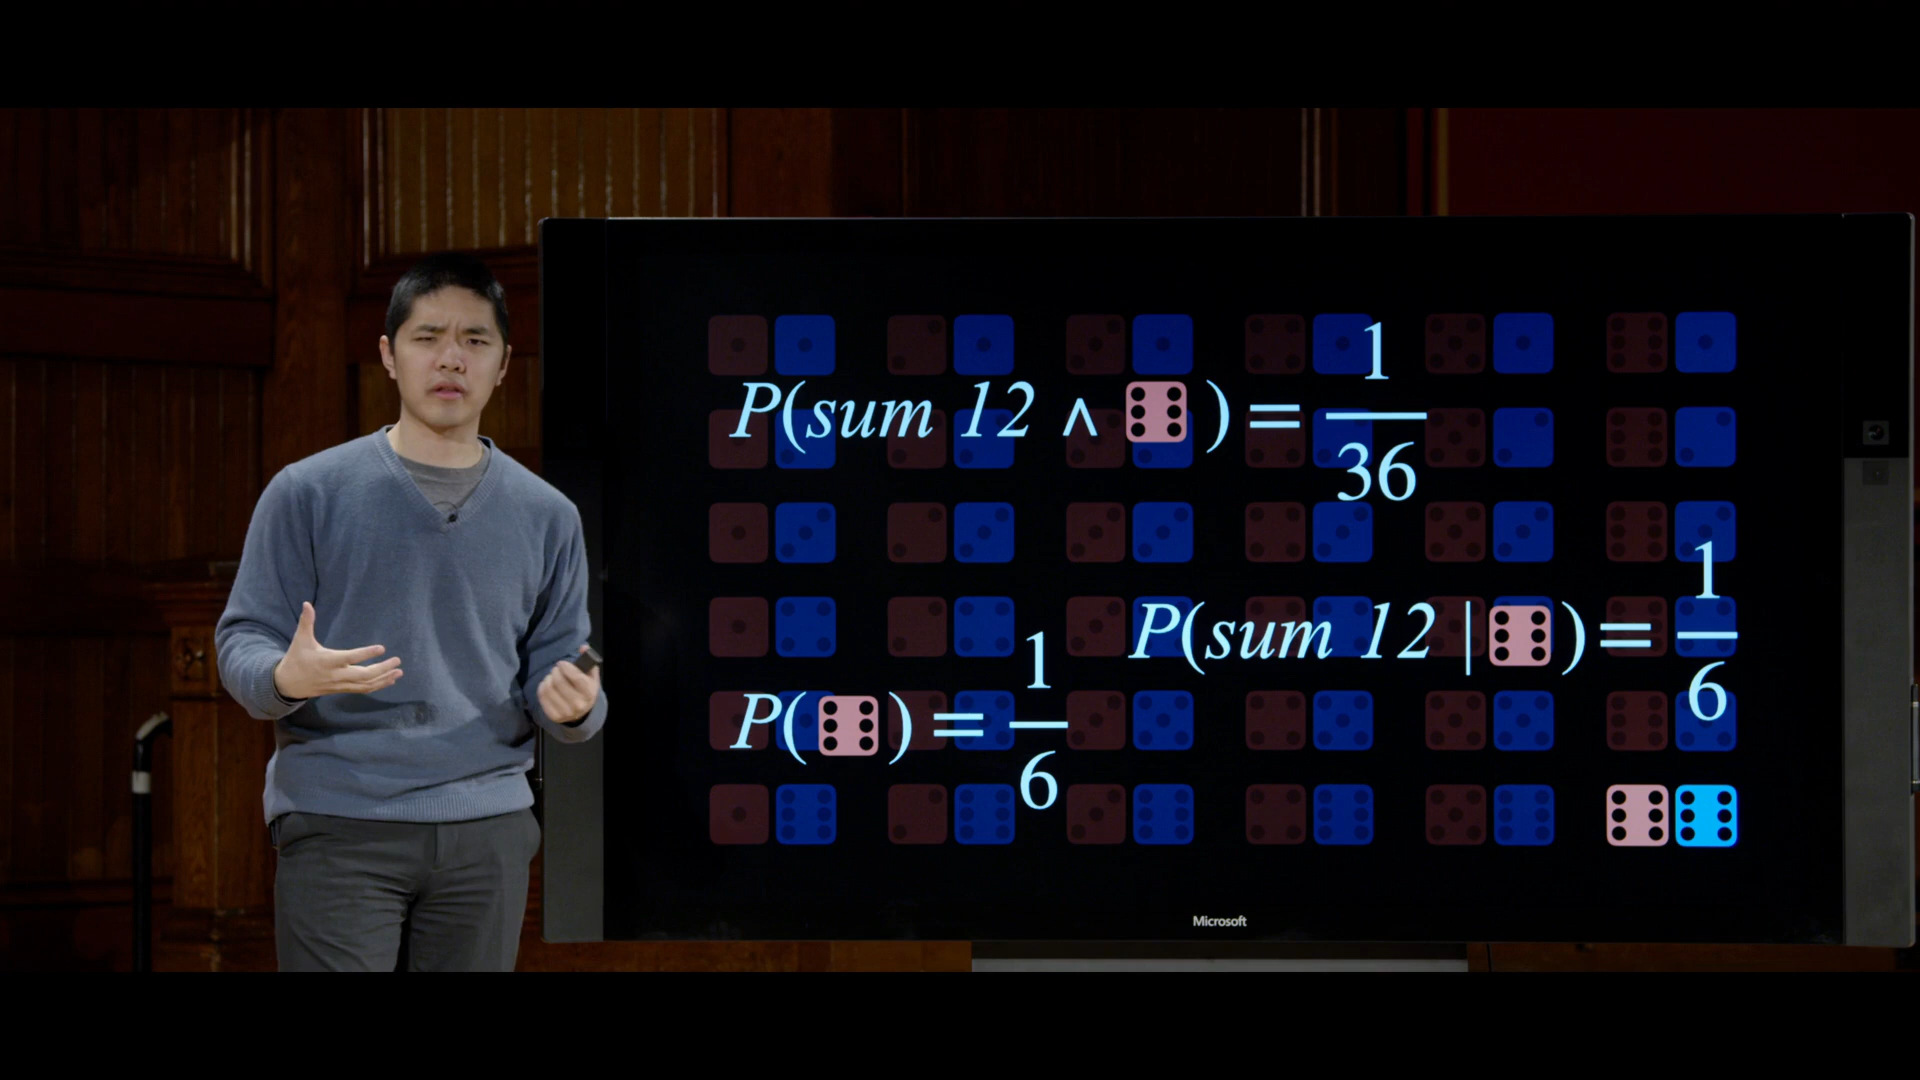 P(sum 12 ∧ ⚅) = 1/36
P(sum 12 | ⚅) = 1/6
P(⚅) = 1/6
Microsoft